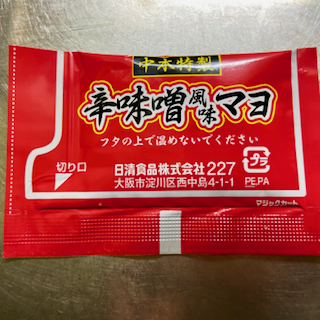 中本特製
辛味噌風味マヨ
フタの上で温めないでください
切り口
日清食品株式会社227
大阪市淀川区西中島4-1-1
プラ
PE,PA
マジックカット